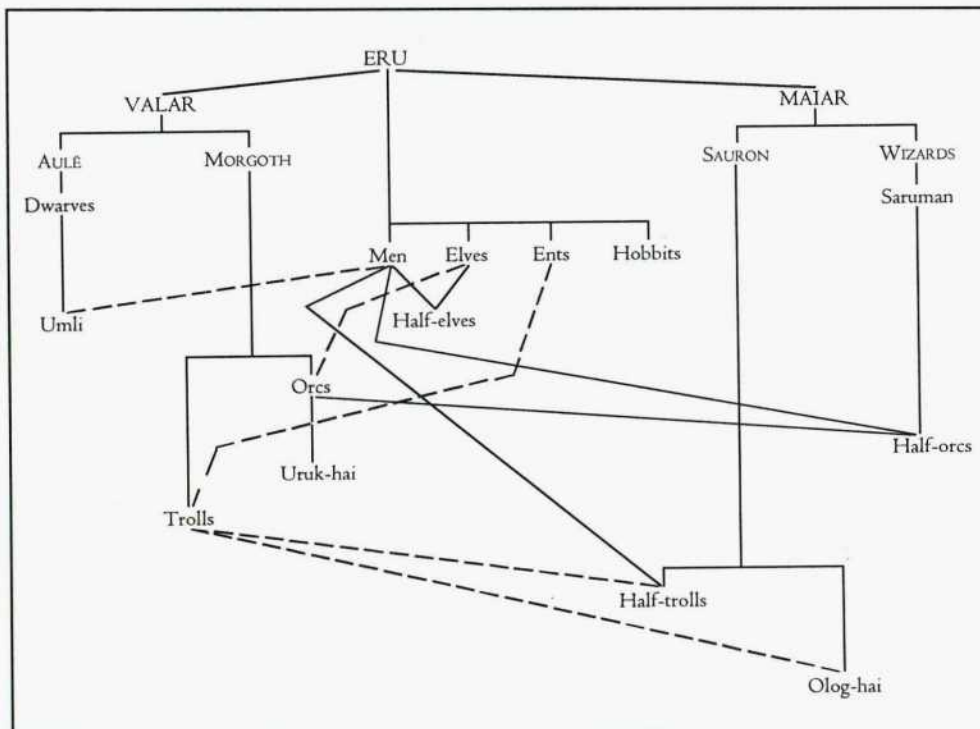 ERU
VALAR
MAIAR
AULË
MORGOTH
SAURON
WIZARDS
Dwarves
Saruman
Men
Elves
Ents
Hobbits
Umli
Half-elves
Orcs
Half-orcs
Uruk-hai
Trolls
Half-trolls
Olog-hai